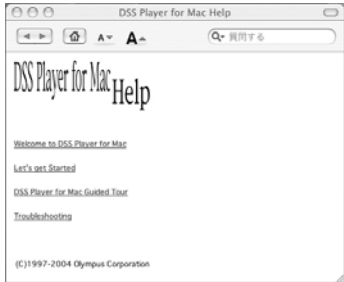 DSS Player for Mac Help
A A
質問する
DSS Player for Mac Help
Welcome to DSS Player for Mac
Let's get Started
DSS Player for Mac Guided Tour
Troubleshooting
(C)1997-2004 Olympus Corporation